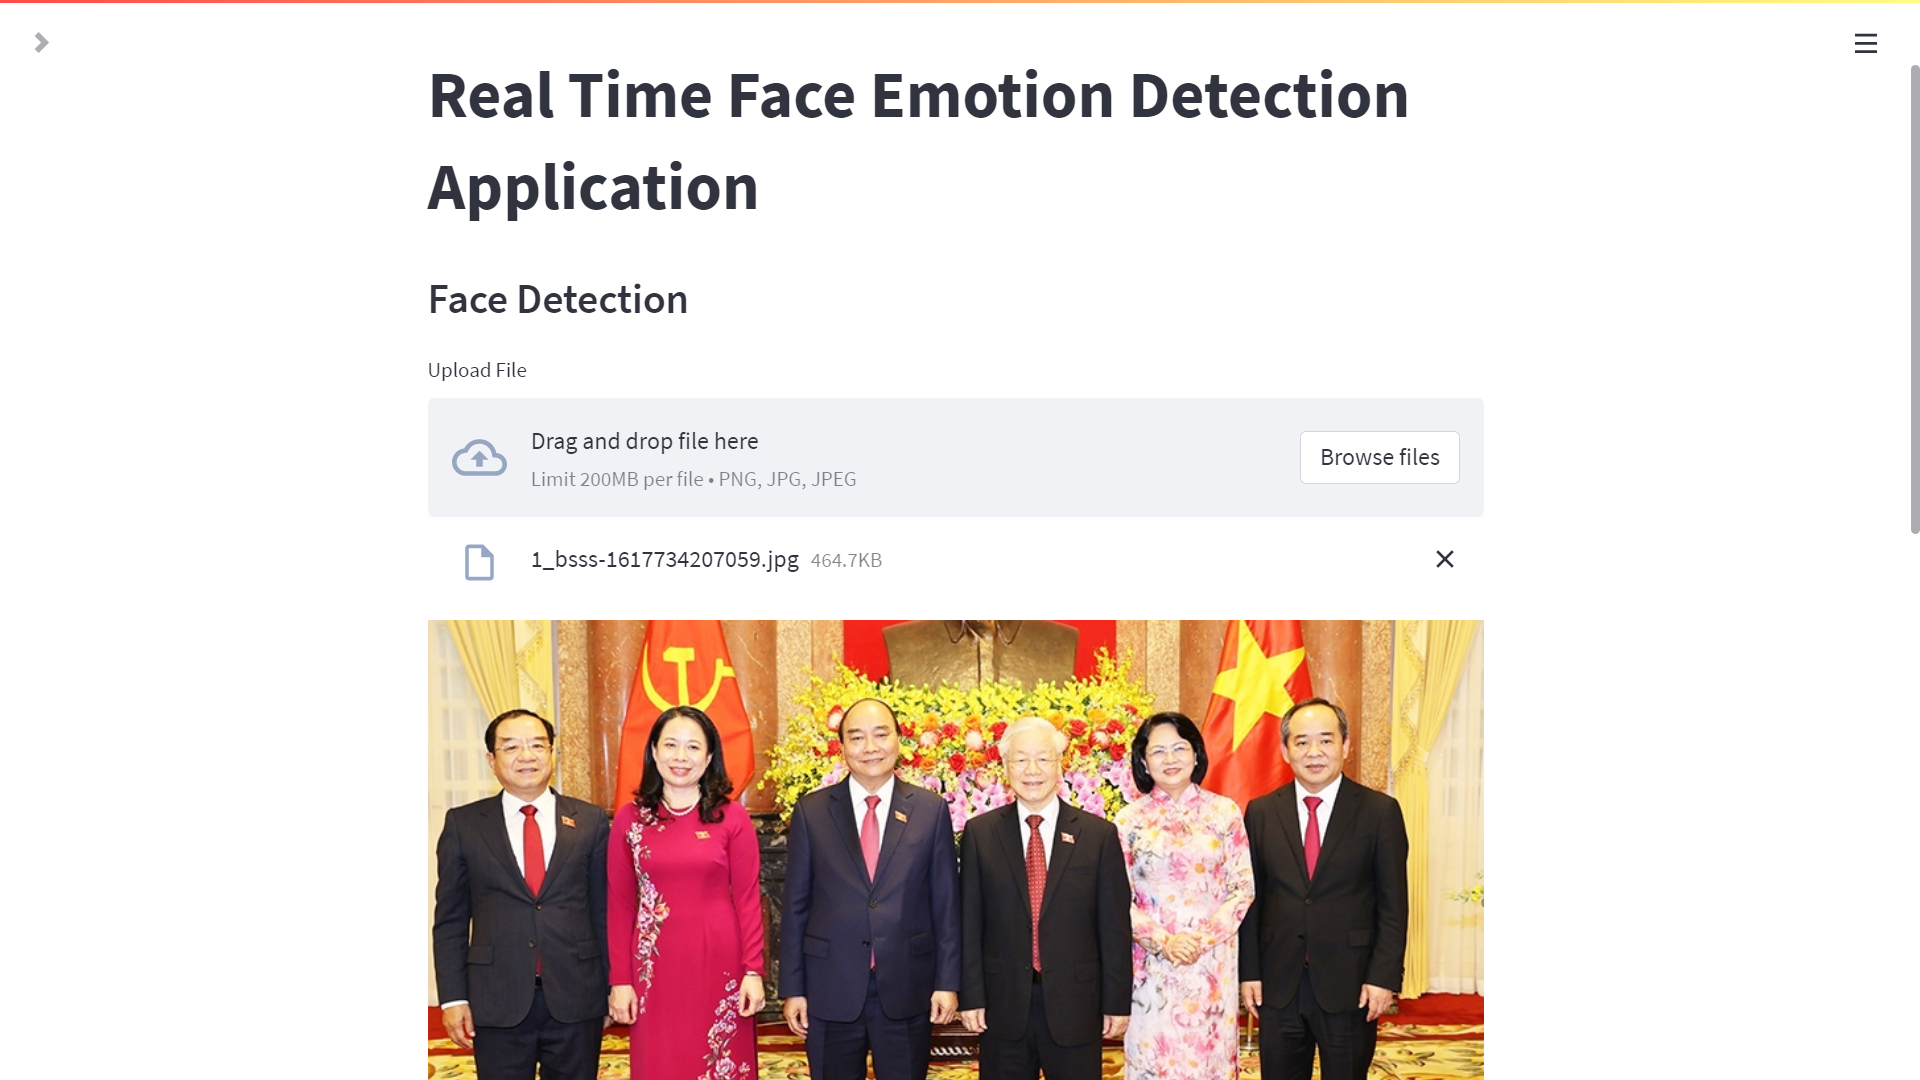 Real Time Face Emotion Detection
Application
Face Detection
Upload File
Drag and drop file here
Limit 200MB per file • PNG, JPG, JPEG
Browse files
1_bsss-1617734207059.jpg 464.7KB